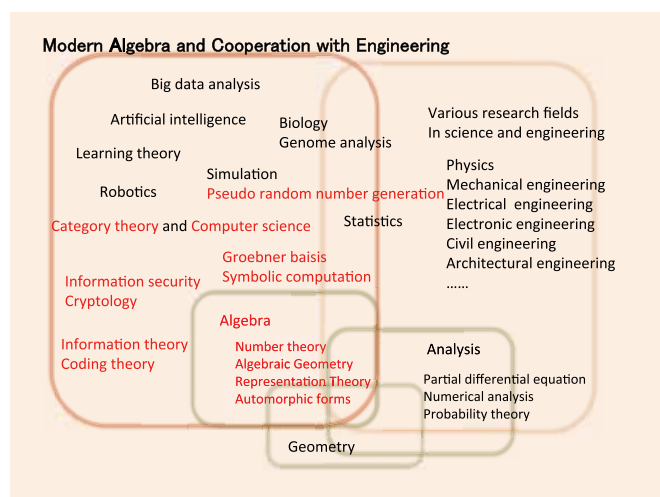 Modern Algebra and Cooperation with Engineering
Big data analysis
Artificial intelligence
Biology
Genome analysis
Learning theory
Simulation
Robotics
Pseudo random number generation
Statistics
Category theory and Computer science
Groebner baisis
Symbolic computation
Information security
Cryptology
Information theory
Coding theory
Algebra
Number theory
Algebraic Geometry
Representation Theory
Automorphic forms
Various research fields
In science and engineering
Physics
Mechanical engineering
Electrical engineering
Electronic engineering
Civil engineering
Architectural engineering
......
Analysis
Partial differential equation
Numerical analysis
Probability theory
Geometry